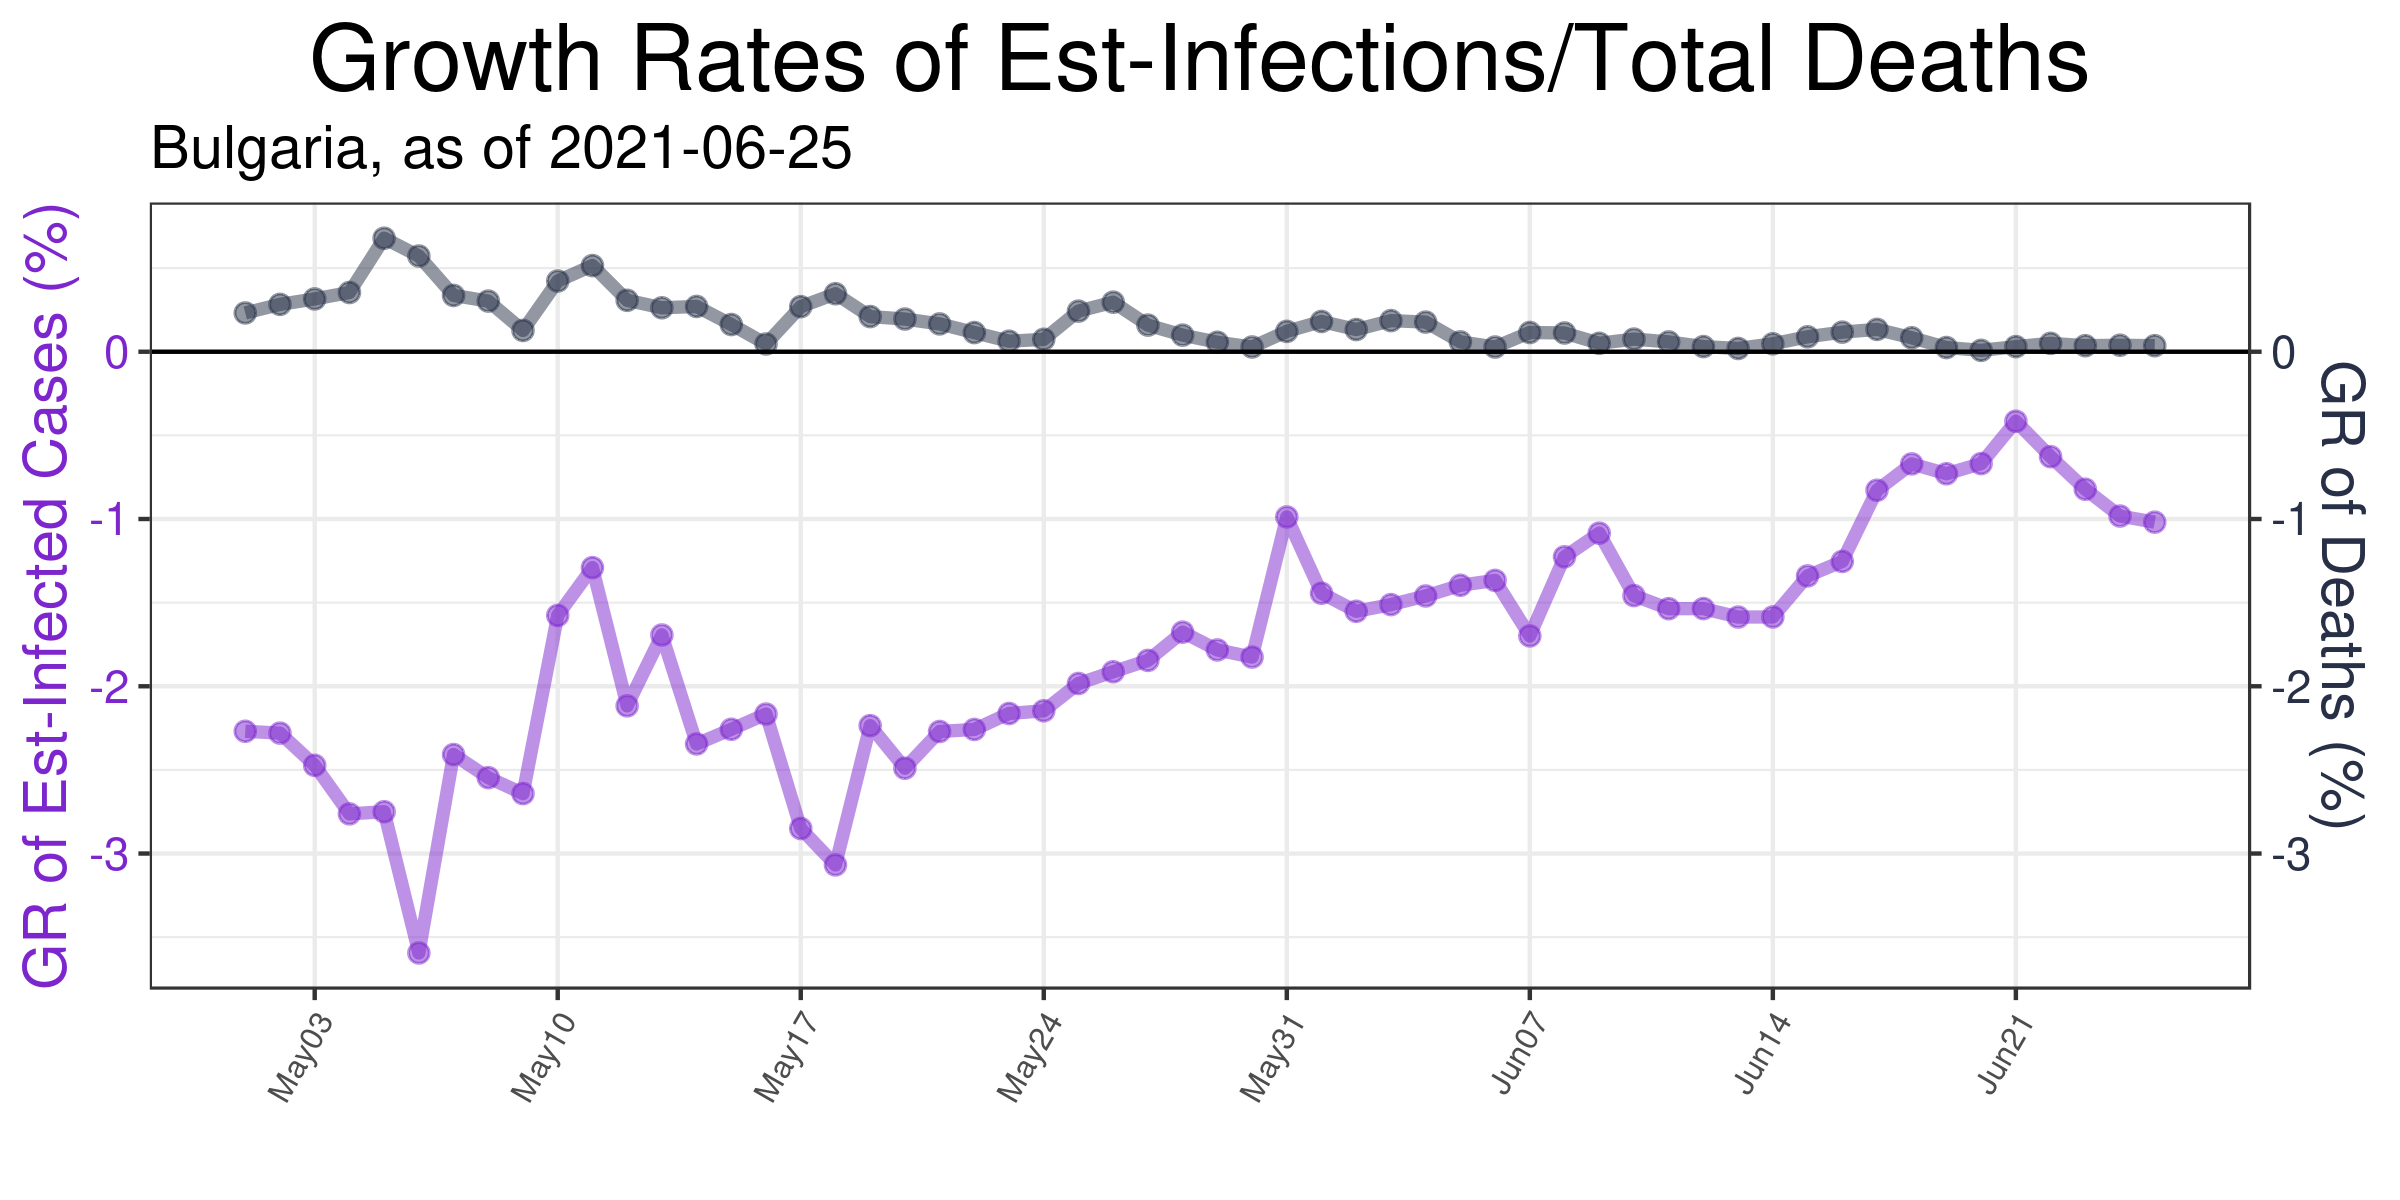 Growth Rates of Est-Infections/Total Deaths
Bulgaria, as of 2021-06-25
GR of Est-Infected Cases (%)
0
-1
-2
-3
0
-1
-2
-3
GR of Deaths (%)
May03
May10
May17
May24
May31
Jun07
Jun14
Jun21